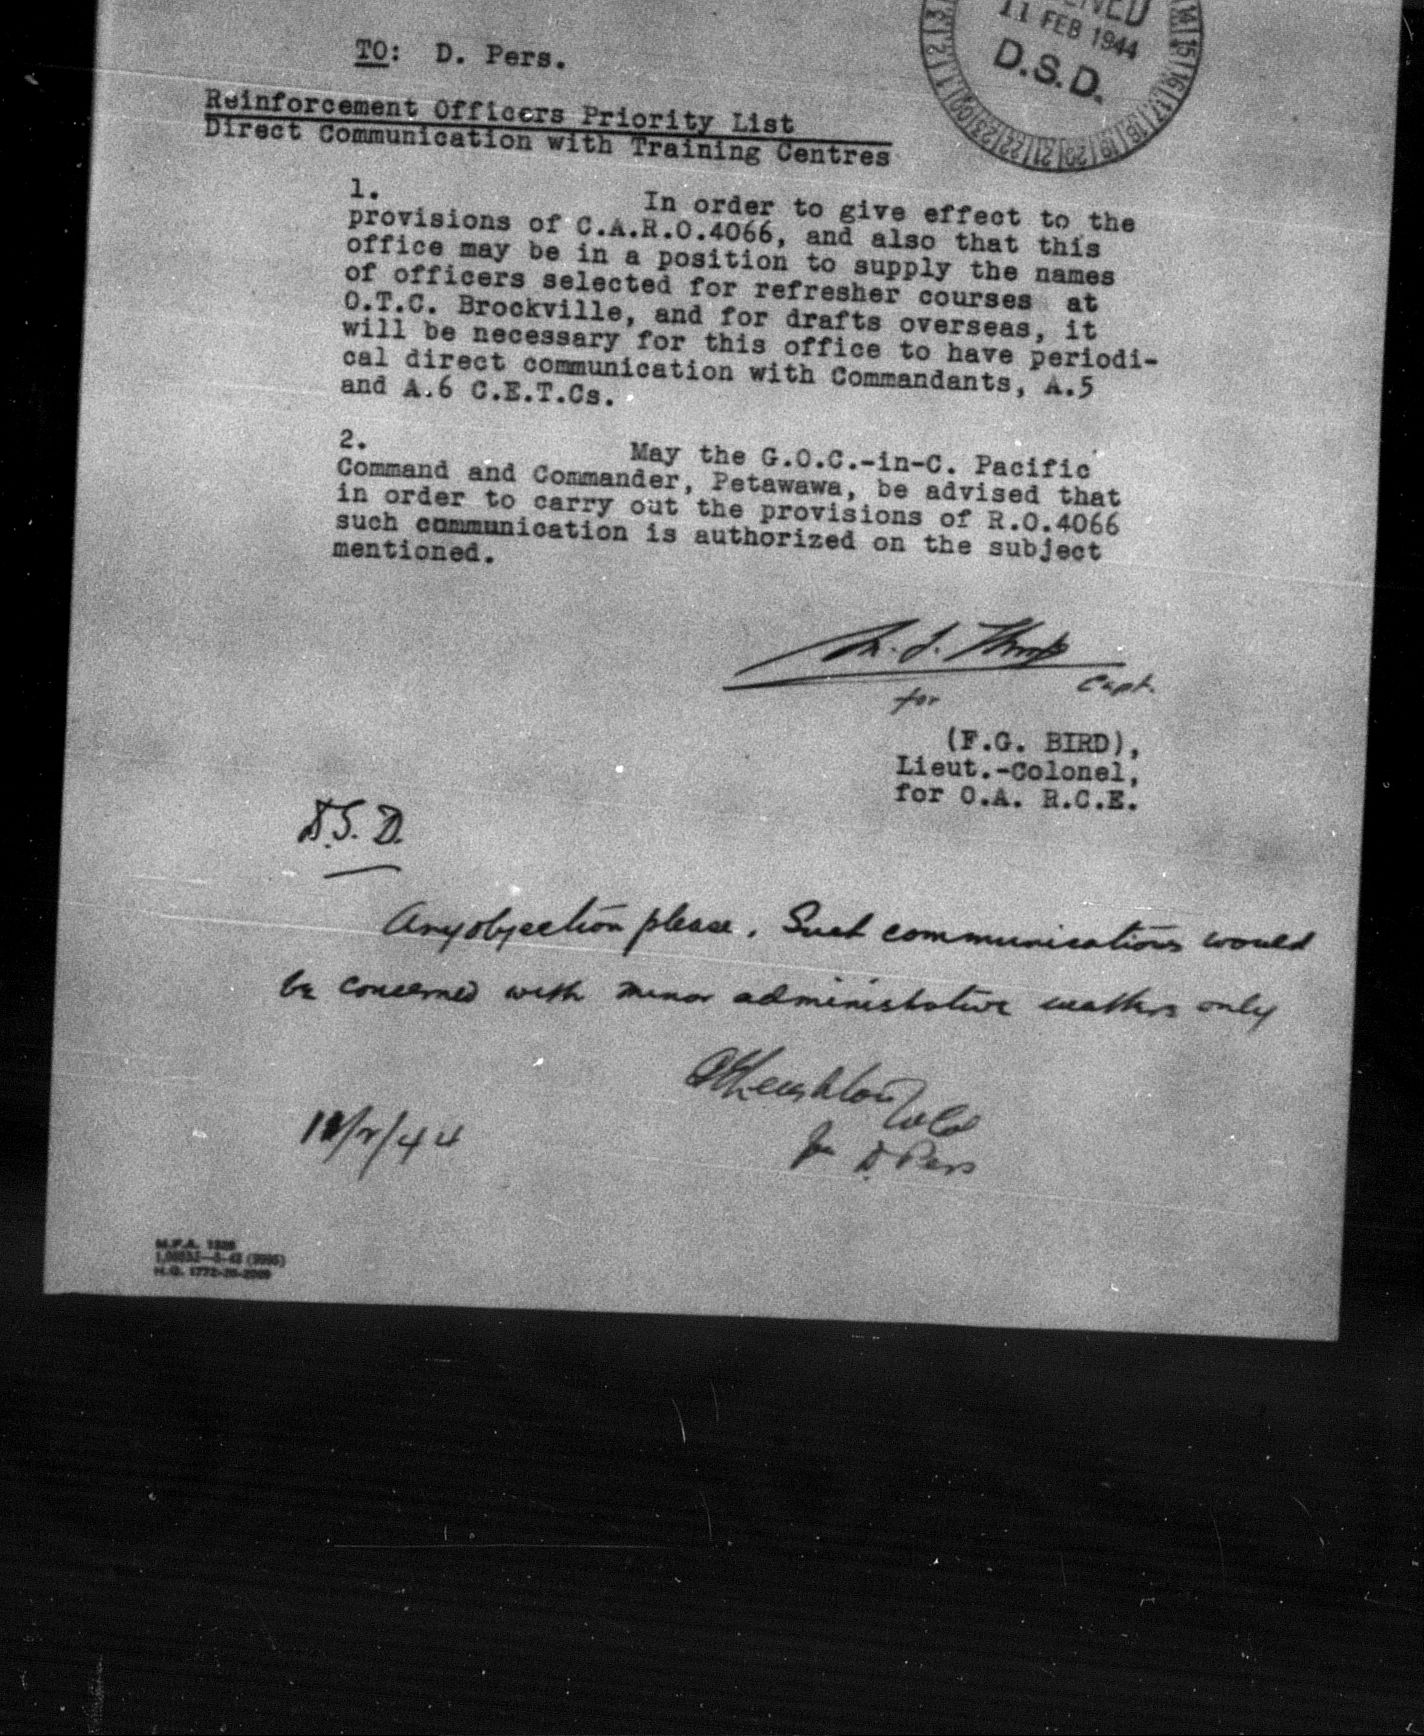 11 FEB 1944
D.S.D.
TO: D. Pers.
Reinforcement Officers Priority List
Direct Communication with Training Centres
1. In order to give effect to the
provisions of C.A.R.O.4066, and also that this
office may be in a position to supply the names
of officers selected for refresher courses at
O.T.C. Brockville, and for drafts overseas, it
will be necessary for this office to have periodi-
cal direct communication with Commandants, A.5
and A.6 C.E.T.Cs.
2. May the G.O.C.-in-C. Pacific
Command and Commander, Petawawa, be advised that
in order to carry out the provisions of R.O.4066
such communication is authorized on the subject
mentioned.
for Capt.
(F.G. BIRD),
Lieut.-Colonel,
for O.A. R.C.E.
D.S.D.
Any objection please. Such communications would
be concerned with minor administrative matters only
for D Pers
/2/44